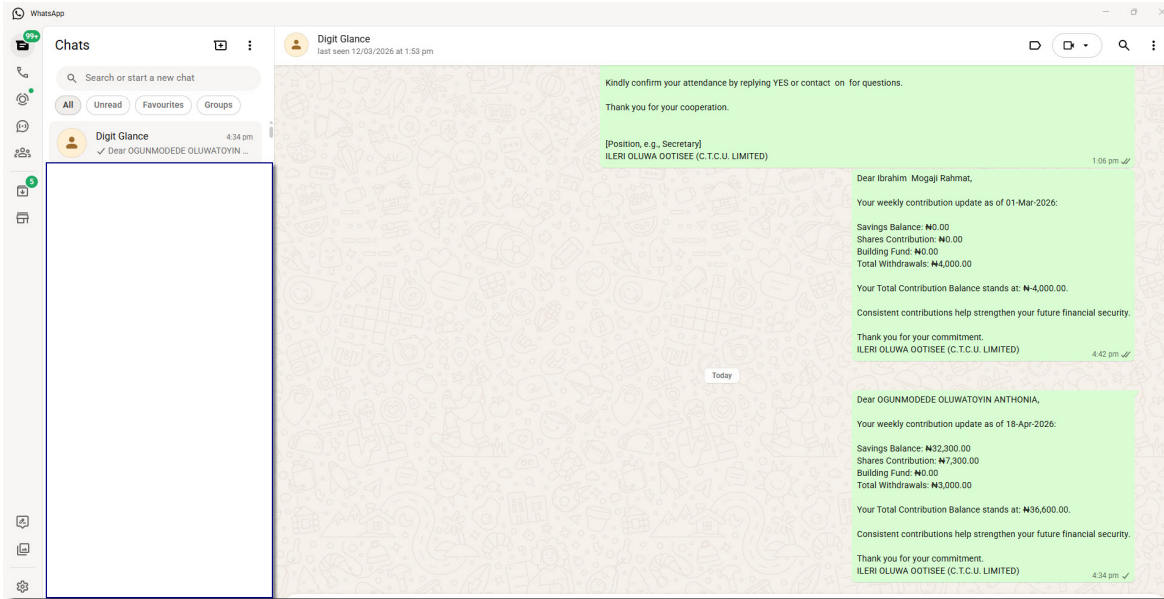 WhatsApp
99+
Chats
Search or start a new chat
All Unread Favourites Groups
Digit Glance 4:34 pm
Dear OGUNMODEDE OLUWATOYIN ...
5
Digit Glance
last seen 12/03/2026 at 1:53 pm
Kindly confirm your attendance by replying YES or contact on for questions.
Thank you for your cooperation.
[Position, e.g., Secretary]
ILERI OLUWA OOTISEE (C.T.C.U. LIMITED)
1:06 pm
Dear Ibrahim Mogaji Rahmat,
Your weekly contribution update as of 01-Mar-2026:
Savings Balance: ₦0.00
Shares Contribution: ₦0.00
Building Fund: ₦0.00
Total Withdrawals: ₦4,000.00
Your Total Contribution Balance stands at: ₦-4,000.00.
Consistent contributions help strengthen your future financial security.
Thank you for your commitment.
ILERI OLUWA OOTISEE (C.T.C.U. LIMITED)
4:42 pm
Today
Dear OGUNMODEDE OLUWATOYIN ANTHONIA,
Your weekly contribution update as of 18-Apr-2026:
Savings Balance: ₦32,300.00
Shares Contribution: ₦7,300.00
Building Fund: ₦0.00
Total Withdrawals: ₦3,000.00
Your Total Contribution Balance stands at: ₦36,600.00.
Consistent contributions help strengthen your future financial security.
Thank you for your commitment.
ILERI OLUWA OOTISEE (C.T.C.U. LIMITED)
4:34 pm